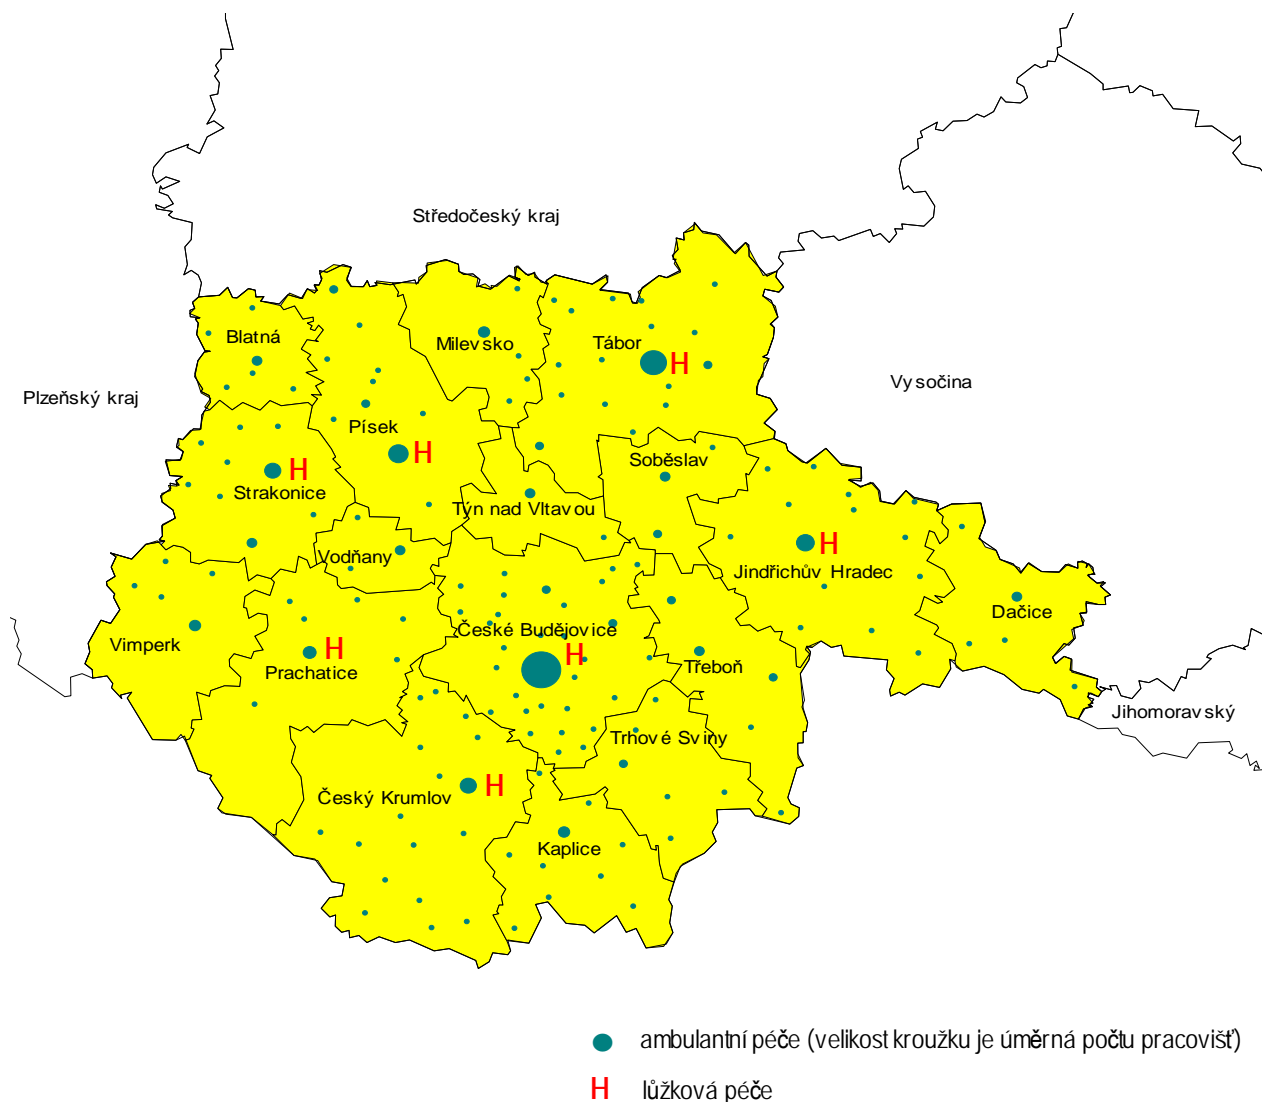 Středočeský kraj
Blatná
Milevsko
Tábor
Vysočina
Plzeňský kraj
Písek
H
H
H
Soběslav
Strakonice
Týn nad Vltavou
H
Vodňany
Jindřichův Hradec
Dačice
České Budějovice
Vimperk
H
H
Prachatice
Třeboň
Jihomoravský
Trhové Sviny
H
Český Krumlov
Kaplice
ambulantní péče (velikost kroužku je úměrná počtu pracovišť)
H lůžková péče